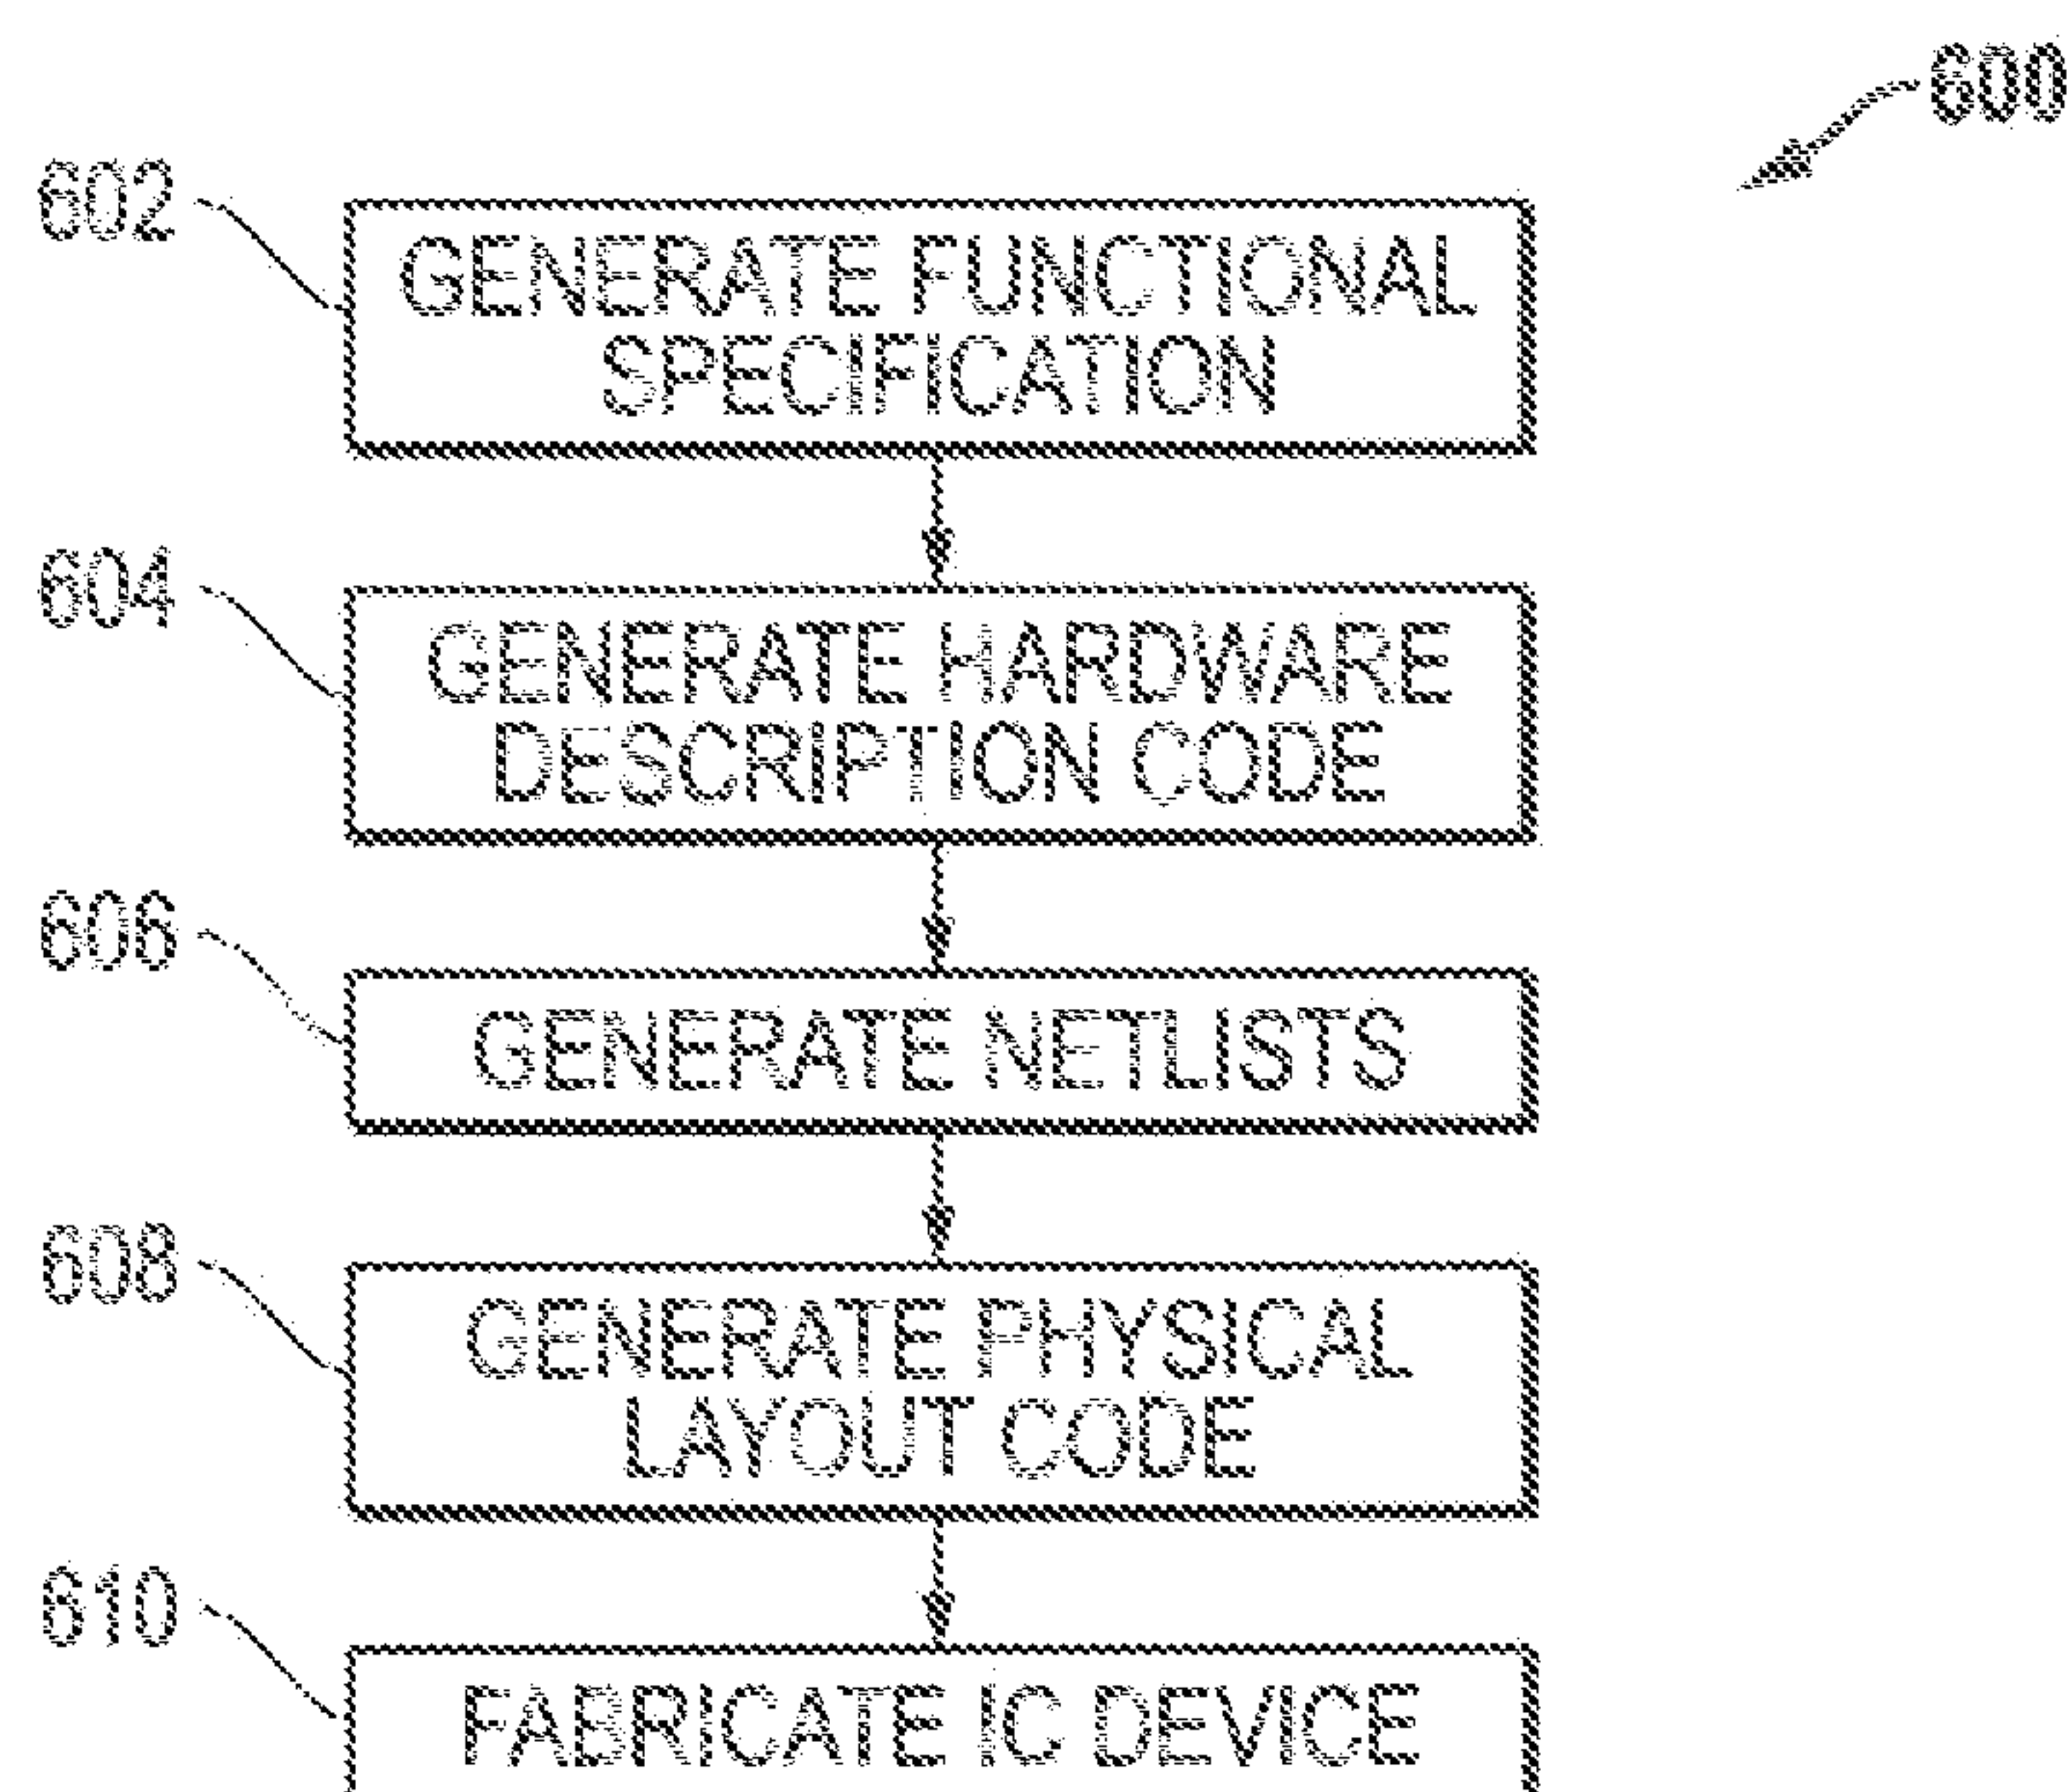 600
602
GENERATE FUNCTIONAL
SPECIFICATION
604
GENERATE HARDWARE
DESCRIPTION CODE
606
GENERATE NETLISTS
608
GENERATE PHYSICAL
LAYOUT CODE
610
FABRICATE IC DEVICE